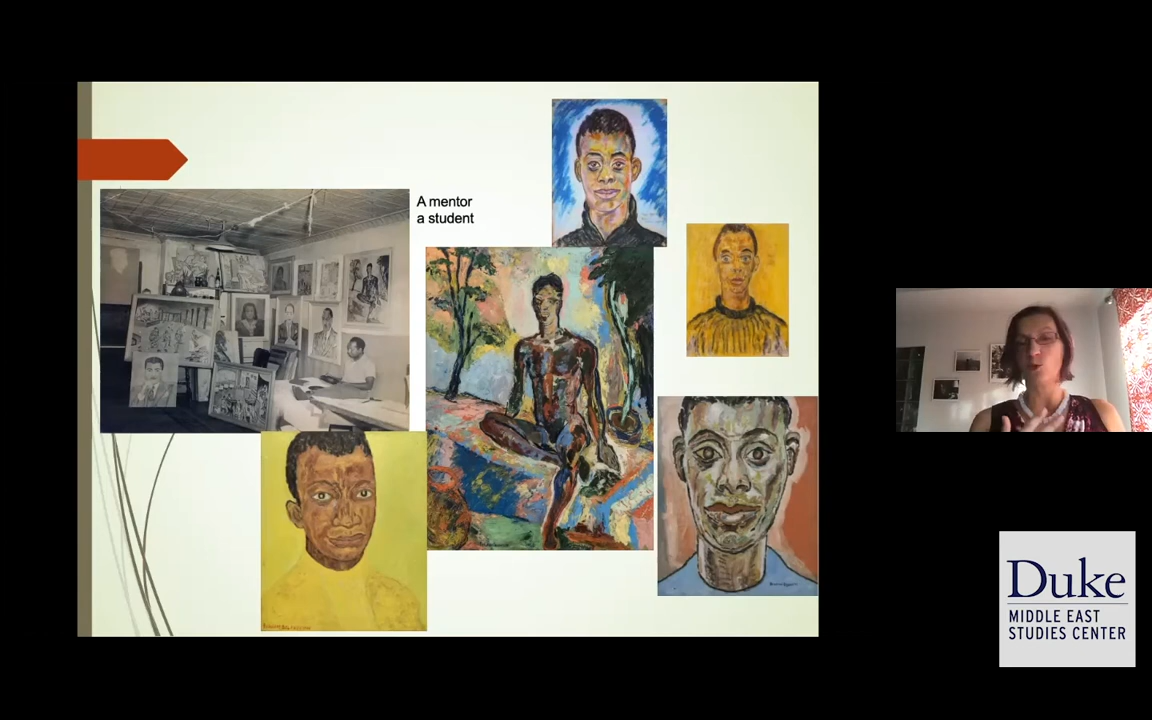 A mentor
a student
Duke
MIDDLE EAST
STUDIES CENTER